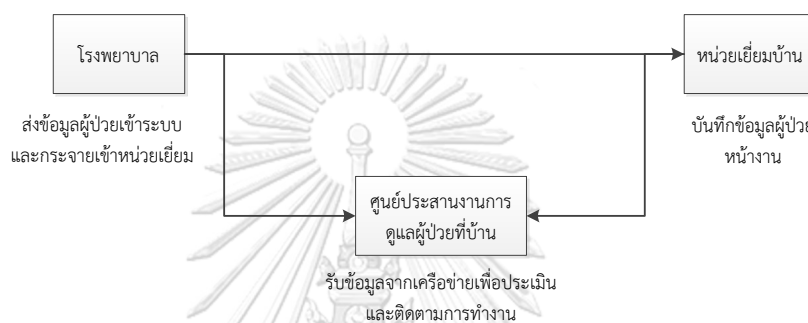 โรงพยาบาล
หน่วยเยี่ยมบ้าน
ส่งข้อมูลผู้ป่วยเข้าระบบ
และกระจายเข้าหน่วยเยี่ยม
บันทึกข้อมูลผู้ป่วย
หน้างาน
ศูนย์ประสานงานการ
ดูแลผู้ป่วยที่บ้าน
รับข้อมูลจากเครือข่ายเพื่อประเมิน
และติดตามการทำงาน